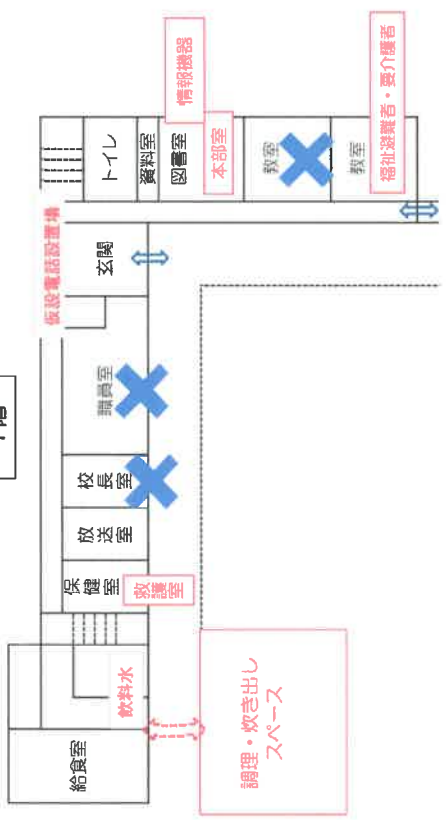 給食室
飲料水
調理・炊き出し
スペース
保健室
救護室
放送室
校長室
職員室
仮設電話設置場
玄関
トイレ
資料室
図書室
情報機器
本部室
教室
教室
福祉避難者・要介護者